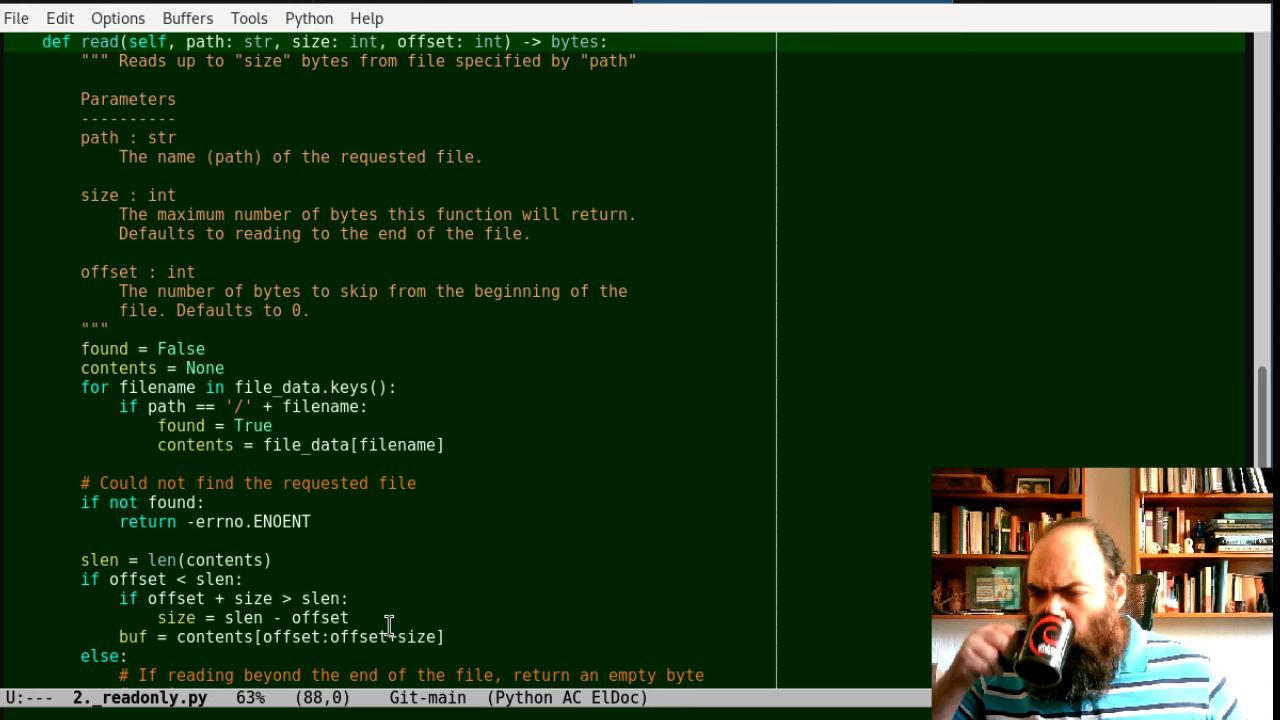 File Edit Options Buffers Tools Python Help
def read(self, path: str, size: int, offset: int) -> bytes:
""" Reads up to "size" bytes from file specified by "path"
Parameters
----------
path : str
The name (path) of the requested file.
size : int
The maximum number of bytes this function will return.
Defaults to reading to the end of the file.
offset : int
The number of bytes to skip from the beginning of the
file. Defaults to 0.
"""
found = False
contents = None
for filename in file_data.keys():
if path == '/' + filename:
found = True
contents = file_data[filename]
# Could not find the requested file
if not found:
return -errno.ENOENT
slen = len(contents)
if offset < slen:
if offset + size > slen:
size = slen - offset
buf = contents[offset:offset+size]
else:
# If reading beyond the end of the file, return an empty byte
U:--- 2._readonly.py 63% (88,0) Git-main (Python AC ElDoc)